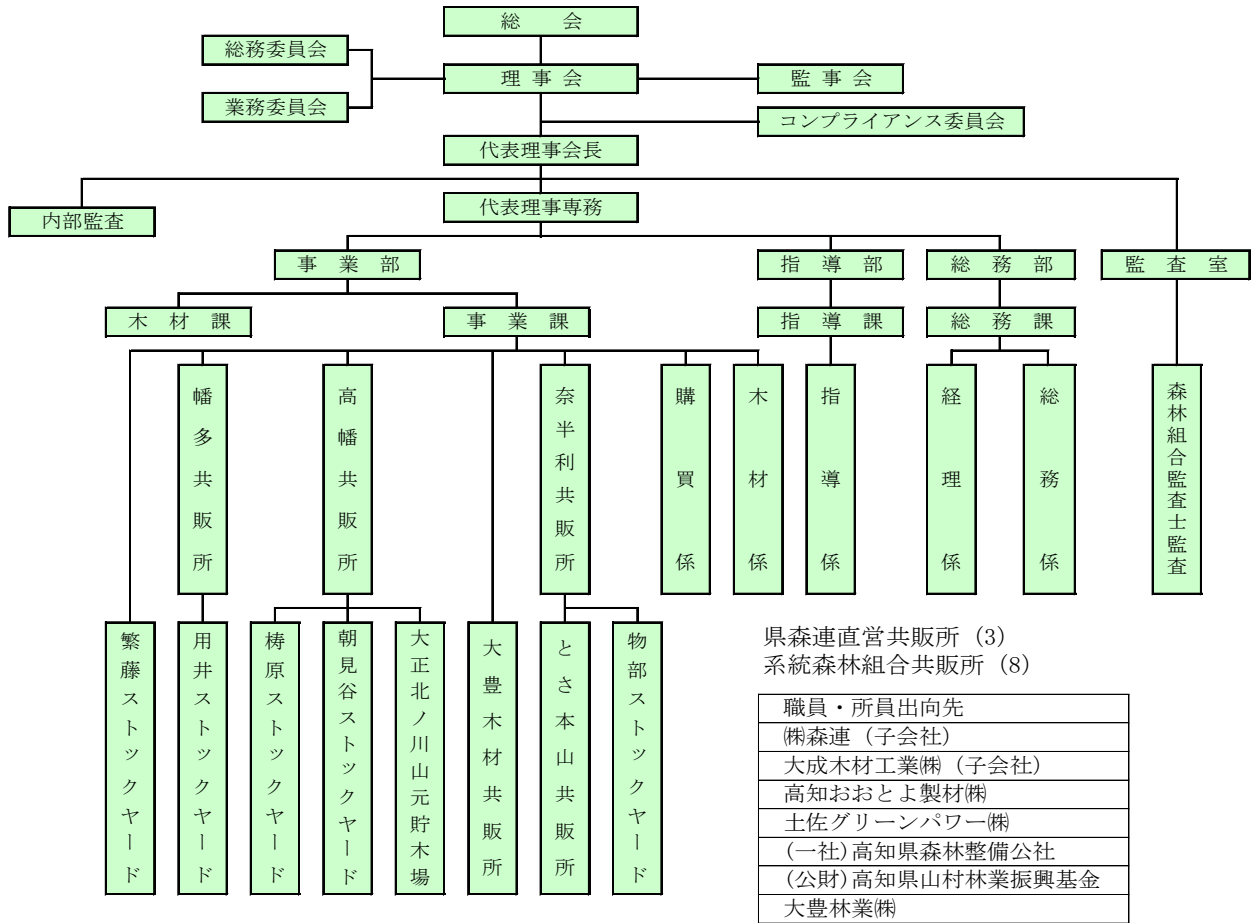 総　会
総務委員会
理 事 会
監 事 会
業務委員会
コンプライアンス委員会
代表理事会長
内部監査
代表理事専務
事 業 部
指 導 部
総 務 部
監 査 室
木 材 課
事 業 課
指 導 課
総 務 課
幡多共販所
高幡共販所
奈半利共販所
購買係
木材係
指導係
経理係
総務係
森林組合監査士監査
繁藤ストックヤード
用井ストックヤード
梼原ストックヤード
朝見谷ストックヤード
大正北ノ川山元貯木場
大豊木材共販所
とさ本山共販所
物部ストックヤード
県森連直営共販所（3）
系統森林組合共販所（8）
職員・所員出向先
㈱森連（子会社）
大成木材工業㈱（子会社）
高知おおとよ製材㈱
土佐グリーンパワー㈱
(一社)高知県森林整備公社
(公財)高知県山村林業振興基金
大豊林業㈱